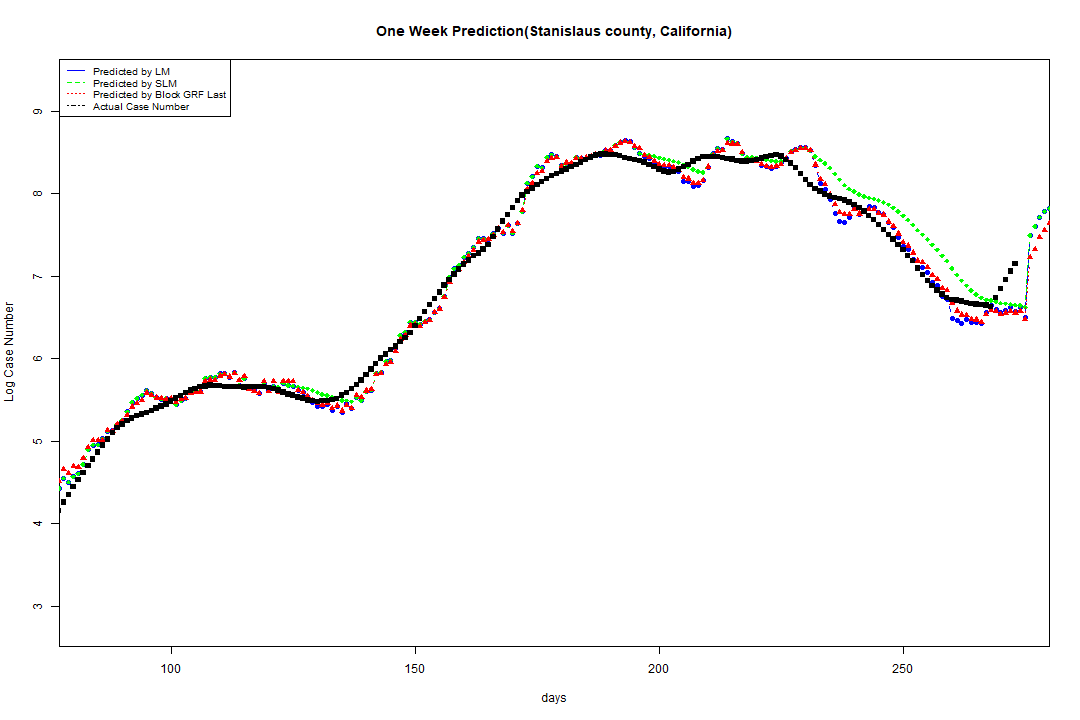 One Week Prediction(Stanislaus county, California)
Predicted by LM
Predicted by SLM
Predicted by Block GRF Last
Actual Case Number
9
8
7
6
5
4
3
Log Case Number
100 150 200 250
days